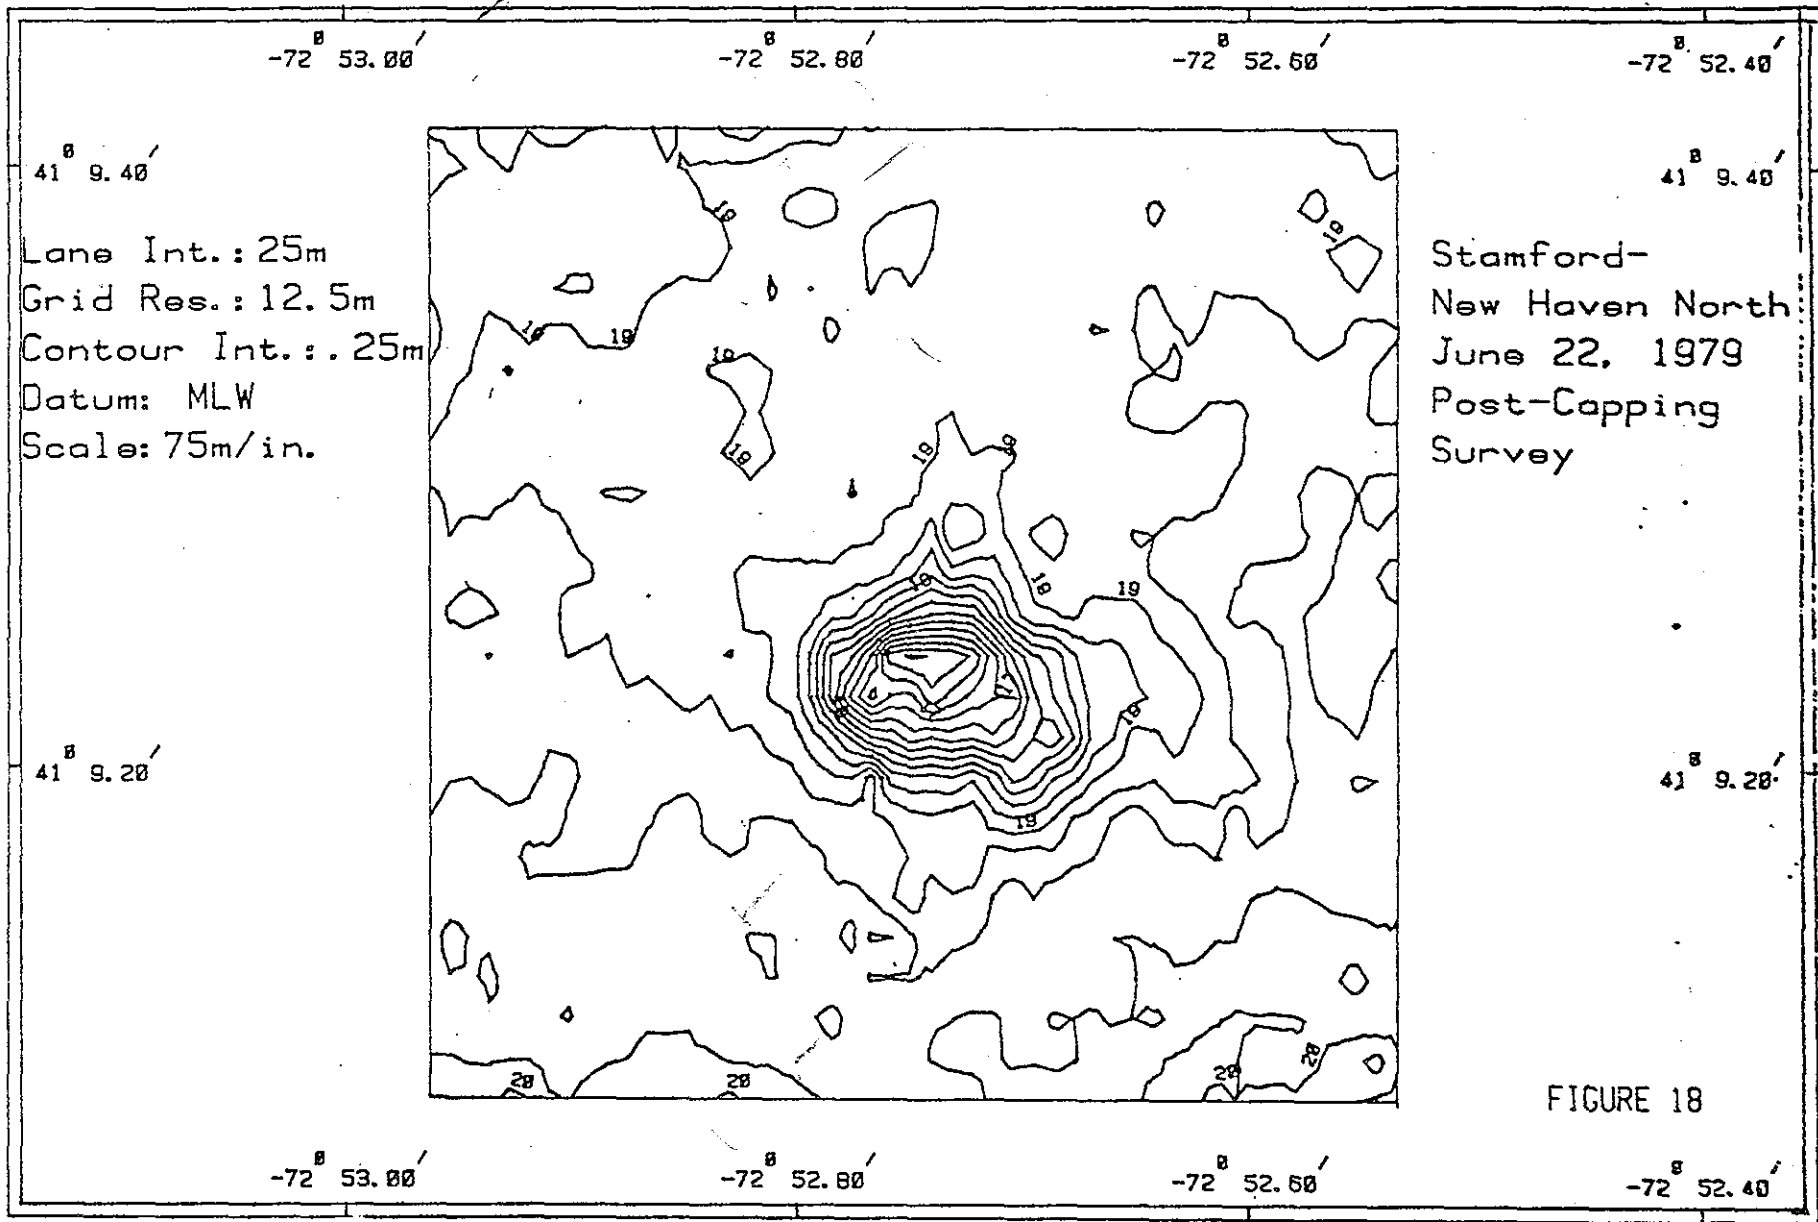 -72° 53.00′ -72° 52.80′ -72° 52.60′ -72° 52.40′
41° 9.40′ 41° 9.40′
Lane Int.: 25m
Grid Res.: 12.5m
Contour Int.: .25m
Datum: MLW
Scale: 75m/in.
Stamford-
New Haven North
June 22, 1979
Post-Capping
Survey
19
19
19
19
19
19
19
19
19
19
19
17
19
19
41° 9.20′ 41° 9.20′
20
20
20
20
FIGURE 18
-72° 53.00′ -72° 52.80′ -72° 52.60′ -72° 52.40′